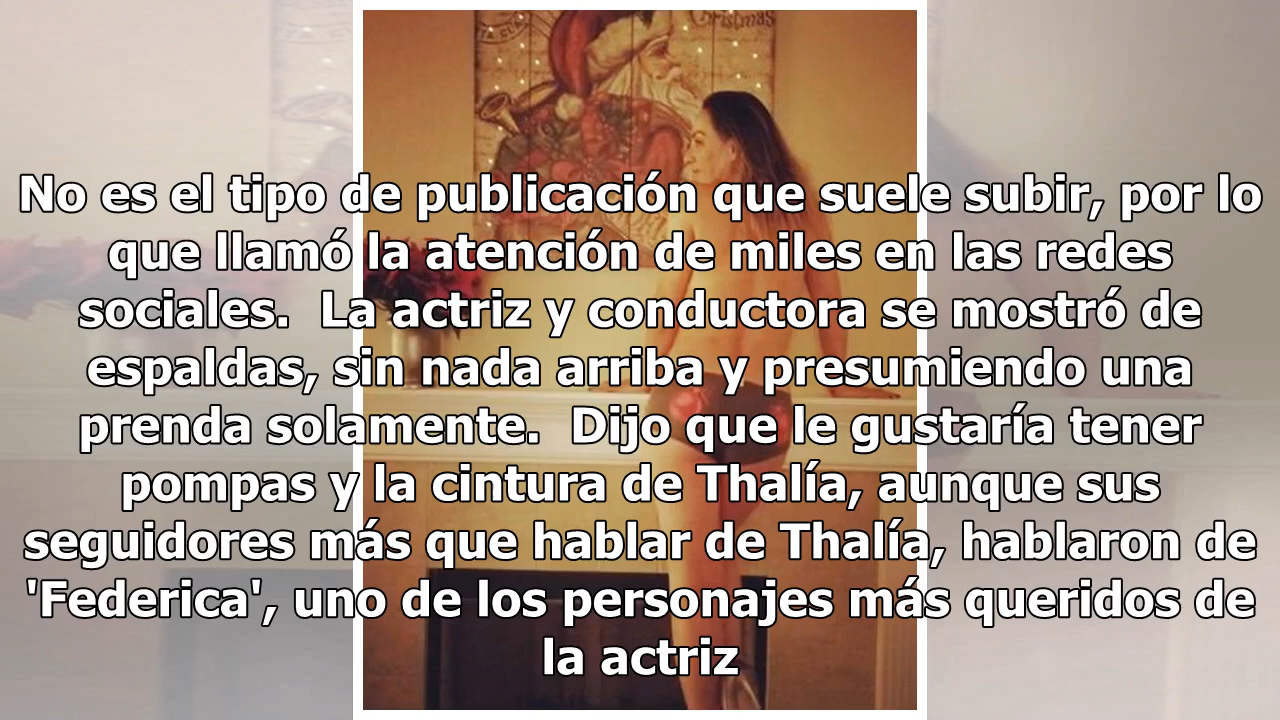 Christmas
No es el tipo de publicación que suele subir, por lo
que llamó la atención de miles en las redes
sociales.  La actriz y conductora se mostró de
espaldas, sin nada arriba y presumiendo una
prenda solamente.  Dijo que le gustaría tener
pompas y la cintura de Thalía, aunque sus
seguidores más que hablar de Thalía, hablaron de
'Federica', uno de los personajes más queridos de
la actriz